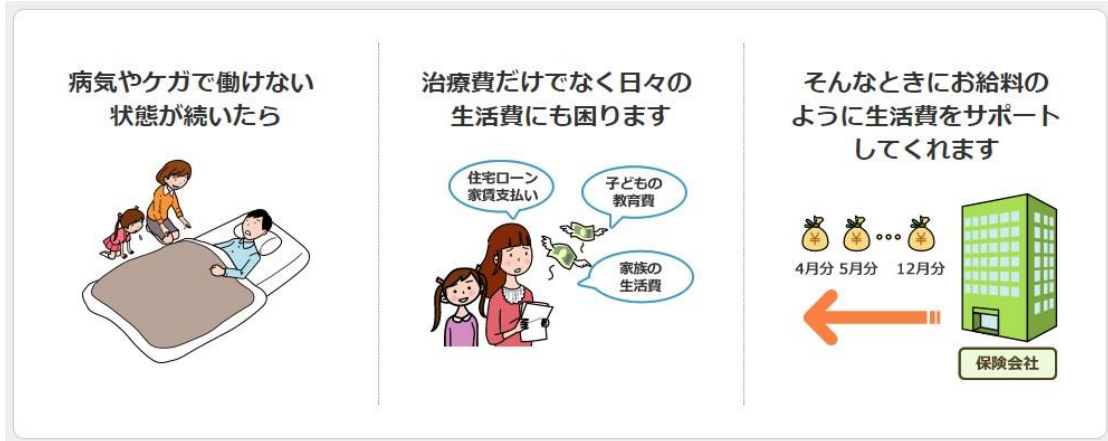 病気やケガで働けない
状態が続いたら
治療費だけでなく日々の
生活費にも困ります
住宅ローン
家賃支払い
子どもの
教育費
家族の
生活費
そんなときにお給料の
ように生活費をサポート
してくれます
¥ ¥ … ¥
4月分 5月分 12月分
保険会社